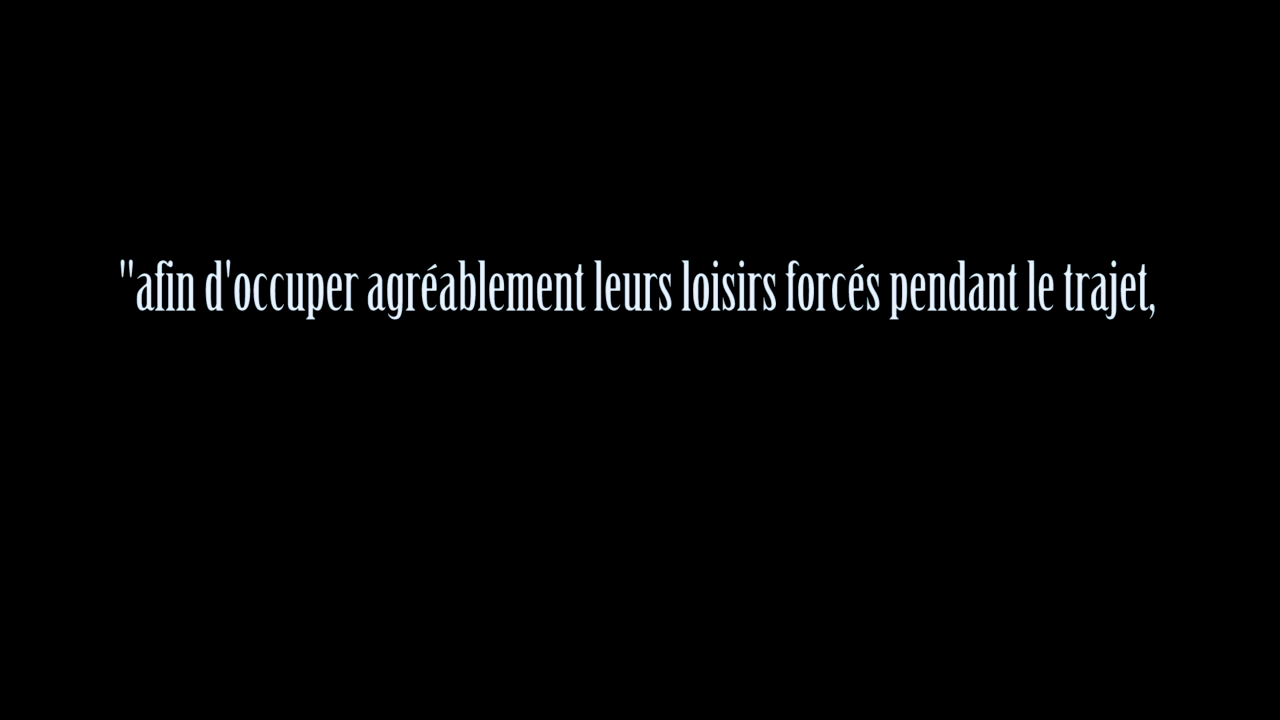 "afin d'occuper agréablement leurs loisirs forcés pendant le trajet,